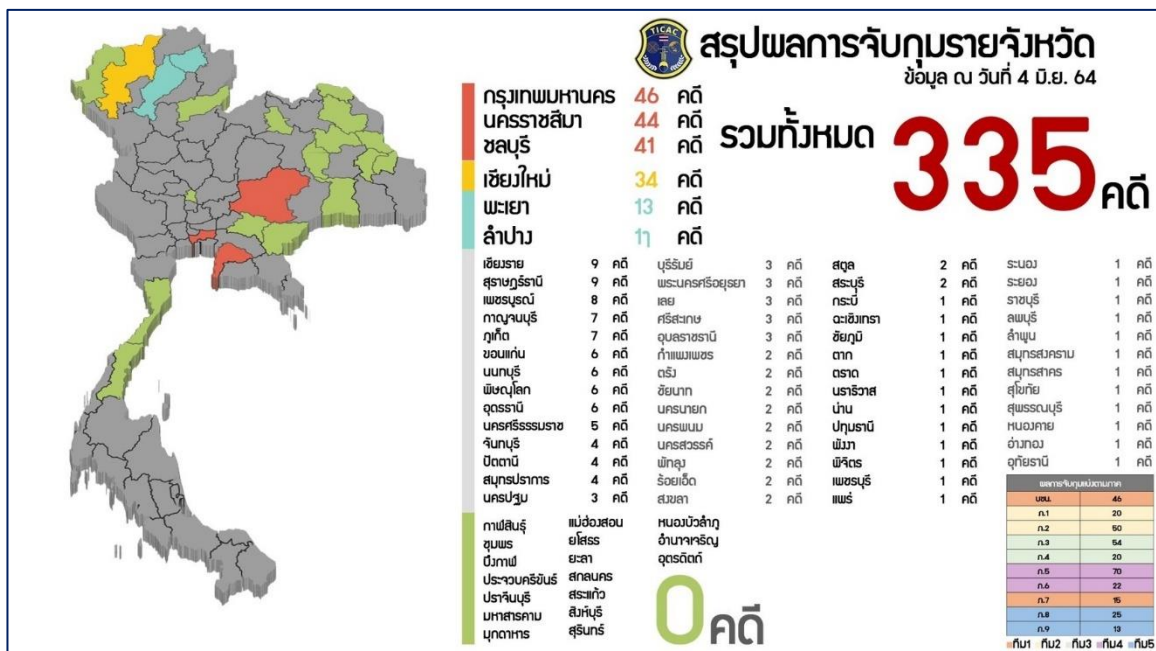 TICAC
สรุปผลการจับกุมรายจังหวัด
ข้อมูล ณ วันที่ 4 มิ.ย. 64
กรุงเทพมหานคร 46 คดี
นครราชสีมา 44 คดี
ชลบุรี 41 คดี
เชียงใหม่ 34 คดี
พะเยา 13 คดี
ลำปาง 11 คดี
รวมทั้งหมด 335 คดี
เชียงราย 9 คดี
สุราษฎร์ธานี 9 คดี
เพชรบูรณ์ 8 คดี
กาญจนบุรี 7 คดี
ภูเก็ต 7 คดี
ขอนแก่น 6 คดี
นนทบุรี 6 คดี
พิษณุโลก 6 คดี
อุดรธานี 6 คดี
นครศรีธรรมราช 5 คดี
จันทบุรี 4 คดี
ปัตตานี 4 คดี
สมุทรปราการ 4 คดี
นครปฐม 3 คดี
บุรีรัมย์ 3 คดี
พระนครศรีอยุธยา 3 คดี
เลย 3 คดี
ศรีสะเกษ 3 คดี
อุบลราชธานี 3 คดี
กำแพงเพชร 2 คดี
ตรัง 2 คดี
ชัยนาท 2 คดี
นครนายก 2 คดี
นครพนม 2 คดี
นครสวรรค์ 2 คดี
พัทลุง 2 คดี
ร้อยเอ็ด 2 คดี
สงขลา 2 คดี
สตูล 2 คดี
สระบุรี 2 คดี
กระบี่ 1 คดี
ฉะเชิงเทรา 1 คดี
ชัยภูมิ 1 คดี
ตาก 1 คดี
ตราด 1 คดี
นราธิวาส 1 คดี
น่าน 1 คดี
ปทุมธานี 1 คดี
พังงา 1 คดี
พิจิตร 1 คดี
เพชรบุรี 1 คดี
แพร่ 1 คดี
ระนอง 1 คดี
ระยอง 1 คดี
ราชบุรี 1 คดี
ลพบุรี 1 คดี
ลำพูน 1 คดี
สมุทรสงคราม 1 คดี
สมุทรสาคร 1 คดี
สุโขทัย 1 คดี
สุพรรณบุรี 1 คดี
หนองคาย 1 คดี
อ่างทอง 1 คดี
อุทัยธานี 1 คดี
กาฬสินธุ์
ชุมพร
บึงกาฬ
ประจวบครีขันธ์
ปราจีนบุรี
มหาสารคาม
มุกดาหาร
แม่ฮ่องสอน
ยโสธร
ยะลา
สกลนคร
สระแก้ว
สิงห์บุรี
สุรินทร์
หนองบัวลำภู
อำนาจเจริญ
อุตรดิตถ์
0 คดี
ผลการจับกุมแบ่งตามภาค
บชน. 46
ภ.1 20
ภ.2 50
ภ.3 54
ภ.4 20
ภ.5 70
ภ.6 22
ภ.7 15
ภ.8 25
ภ.9 13
ทีม1 ทีม2 ทีม3 ทีม4 ทีม5